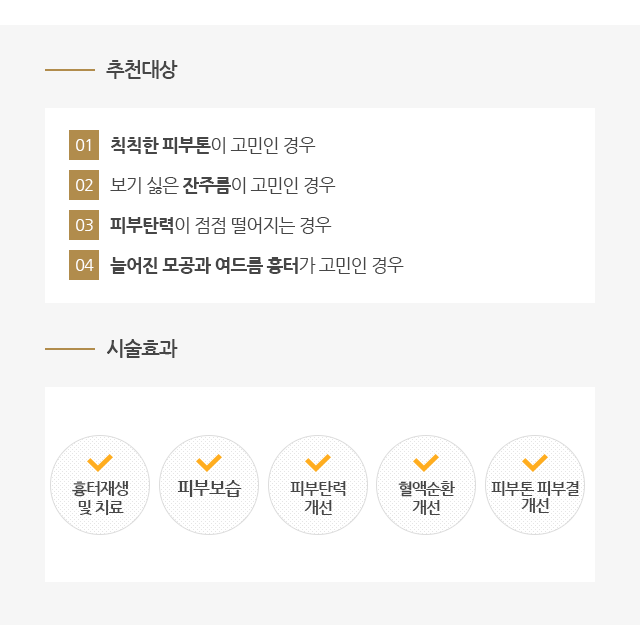 추천대상
01 칙칙한 피부톤이 고민인 경우
02 보기 싫은 잔주름이 고민인 경우
03 피부탄력이 점점 떨어지는 경우
04 늘어진 모공과 여드름 흉터가 고민인 경우
시술효과
흉터재생
및 치료
피부보습
피부탄력
개선
혈액순환
개선
피부톤 피부결
개선